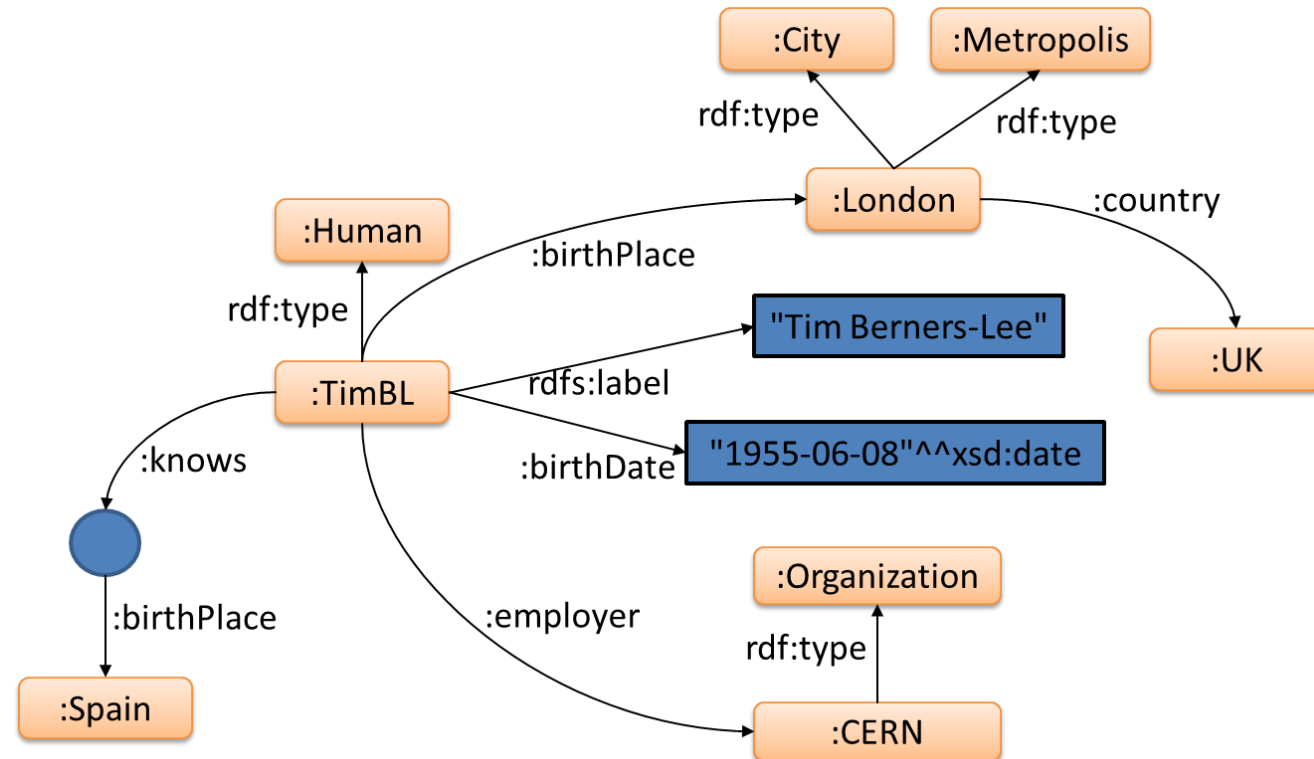 :City
:Metropolis
rdf:type
rdf:type
:London
:country
:Human
:birthPlace
rdf:type
"Tim Berners-Lee"
:UK
:TimBL
rdfs:label
:knows
:birthDate
"1955-06-08"^^xsd:date
:Organization
:birthPlace
:employer
rdf:type
:Spain
:CERN